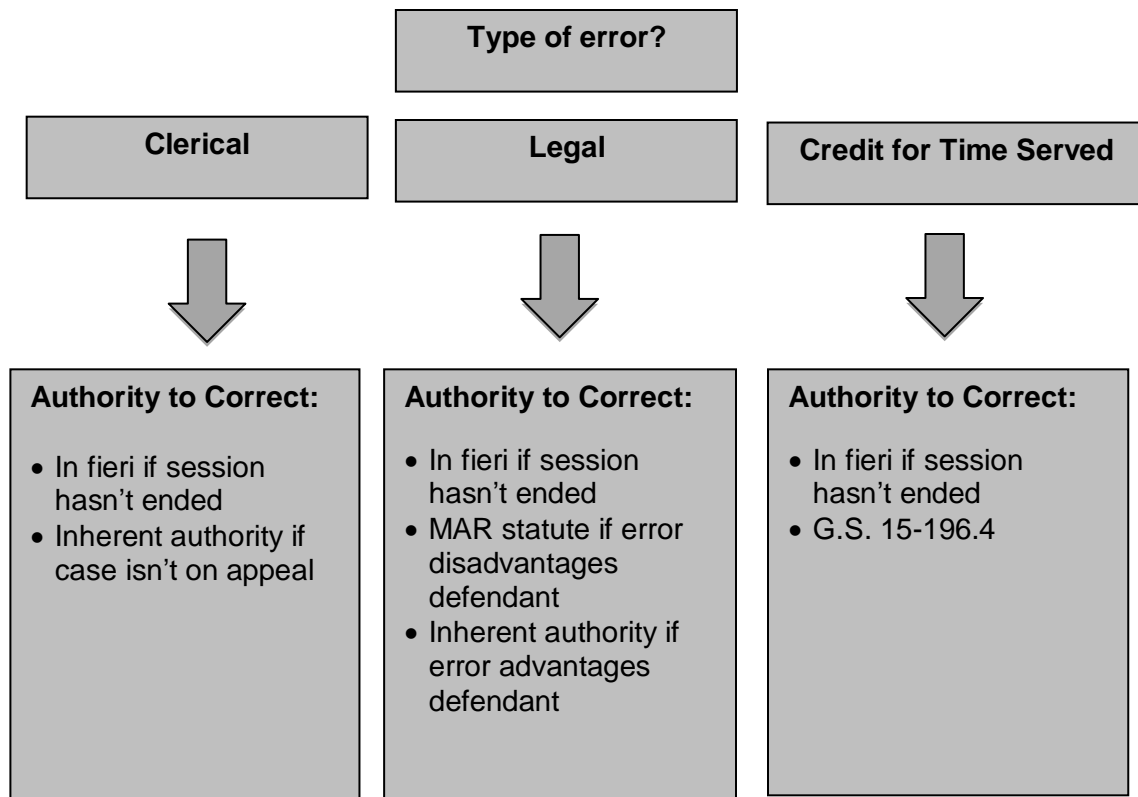 Type of error?
Clerical
Legal
Credit for Time Served
Authority to Correct:
• In fieri if session
hasn’t ended
• Inherent authority if
case isn’t on appeal
Authority to Correct:
• In fieri if session
hasn’t ended
• MAR statute if error
disadvantages
defendant
• Inherent authority if
error advantages
defendant
Authority to Correct:
• In fieri if session
hasn’t ended
• G.S. 15-196.4